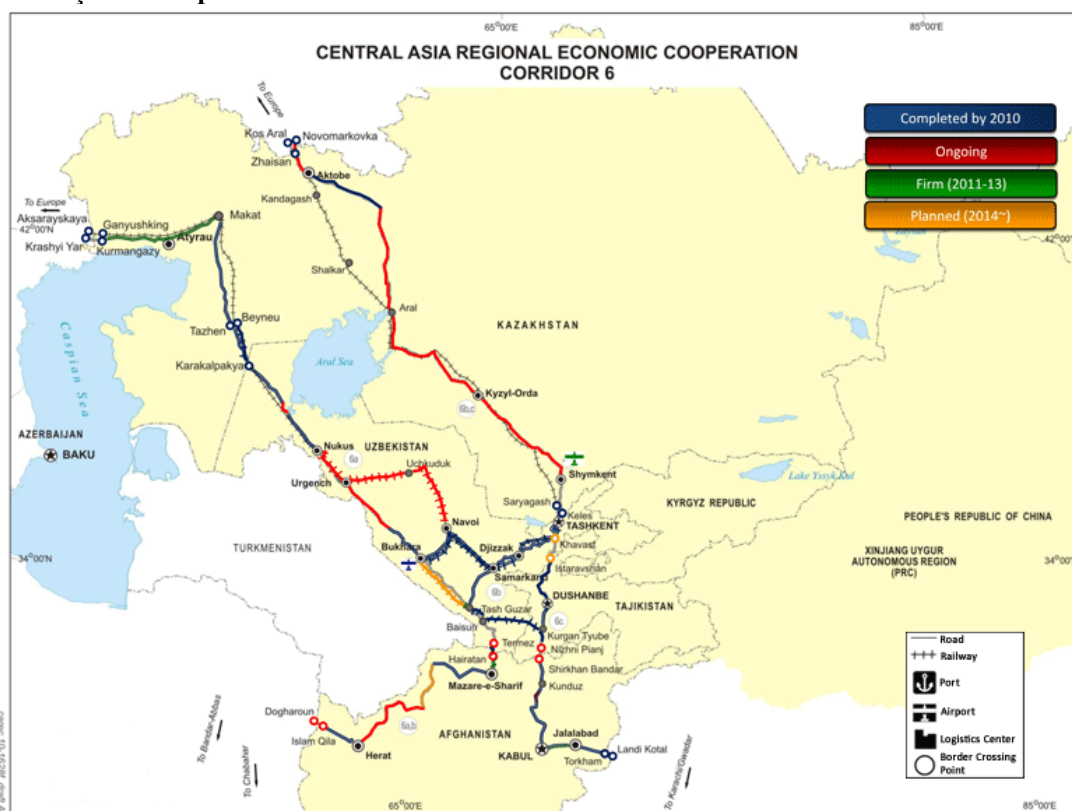 65°00'E
85°00'E
CENTRAL ASIA REGIONAL ECONOMIC COOPERATION
CORRIDOR 6
To Europe
Kos Aral
Novomarkovka
Zhaisan
Aktobe
Kandagash
Completed by 2010
Ongoing
Firm (2011-13)
Planned (2014~)
To Europe
Aksarayskaya
42°00'N
Ganyushking
Makat
Krashyi Yar
Kurmangazy
Atyrau
42°00'N
Shalkar
Aral
Tazhen
Beyneu
KAZAKHSTAN
Caspian Sea
Aral Sea
Karakalpakya
Kyzyl-Orda
6b,c
AZERBAIJAN
BAKU
Nukus
UZBEKISTAN
6a
Uchkuduk
Urgench
Shymkent
Lake Yssyk Kul
Saryagash
KYRGYZ REPUBLIC
Keles
TASHKENT
PEOPLE'S REPUBLIC OF CHINA
Navoi
Khavast
Djizzak
TURKMENISTAN
Bukhara
34°00'N
Istaravshan
XINJIANG UYGUR
AUTONOMOUS REGION
(PRC)
34°00'N
Samarkand
6b
DUSHANBE
TAJIKISTAN
Tash Guzar
6c
Baisun
Kurgan Tyube
Termez
Nizhni Pianj
Hairatan
Shirkhan Bandar
Mazare-e-Sharif
Kunduz
Dogharoun
6a,b
Islam Qila
AFGHANISTAN
Jalalabad
Herat
KABUL
Landi Kotal
Torkham
To Bandar-Abbas
To Chabahar
To Karachi/Gwadar
Road
Railway
Port
Airport
Logistics Center
Border Crossing
Point
65°00'E
85°00'E